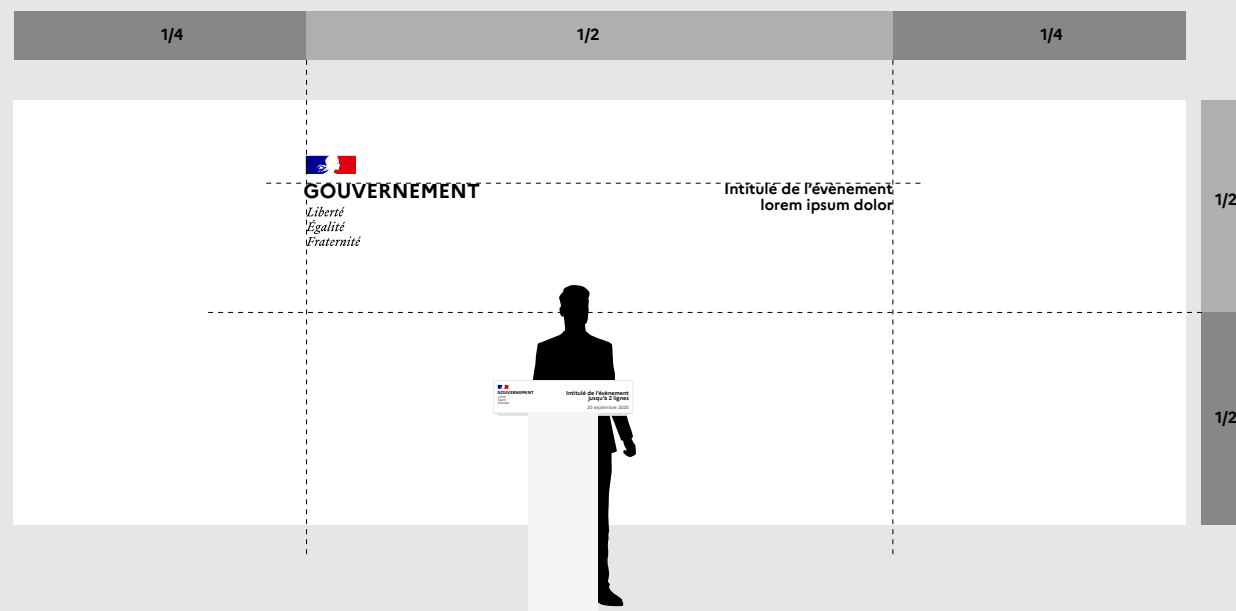 1/4
1/2
1/4
GOUVERNEMENT
Liberté
Égalité
Fraternité
Intitulé de l'évènement
lorem ipsum dolor
1/2
GOUVERNEMENT
Intitulé de l'évènement
jusqu'à 2 lignes
20 septembre 2020
1/2